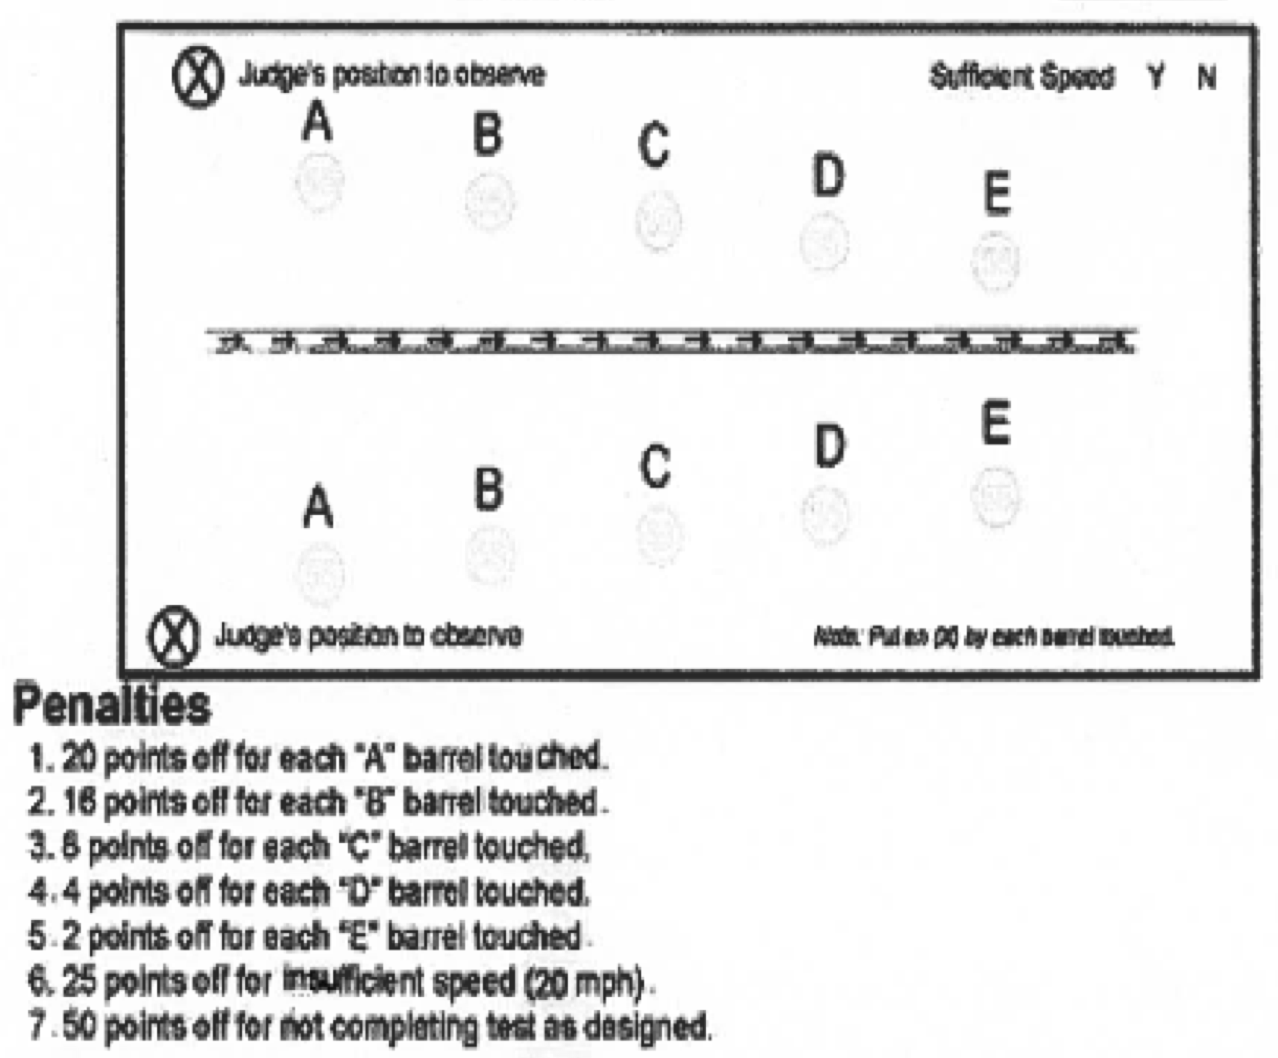 Judge's position to observe
Sufficient Speed Y N
A B C D E
A B C D E
Judge's position to observe
Note: Put an (X) by each barrel touched.
Penalties
1. 20 points off for each "A" barrel touched.
2. 16 points off for each "B" barrel touched.
3. 8 points off for each "C" barrel touched.
4. 4 points off for each "D" barrel touched.
5. 2 points off for each "E" barrel touched.
6. 25 points off for insufficient speed (20 mph).
7. 50 points off for not completing test as designed.